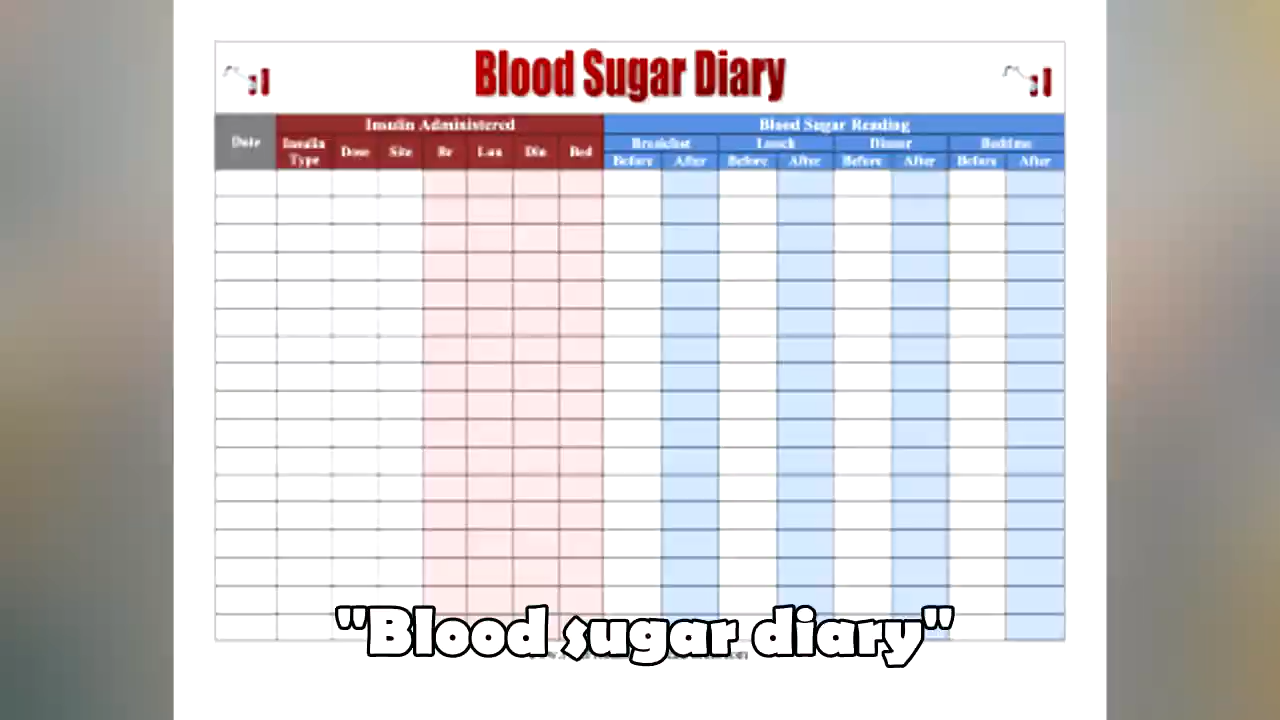 Blood Sugar Diary
Date
Insulin Administered
Blood Sugar Reading
Insulin Type
Dose
Site
Br
Lun
Din
Bed
Breakfast
Lunch
Dinner
Bedtime
Before After Before After Before After Before After
"Blood sugar diary"